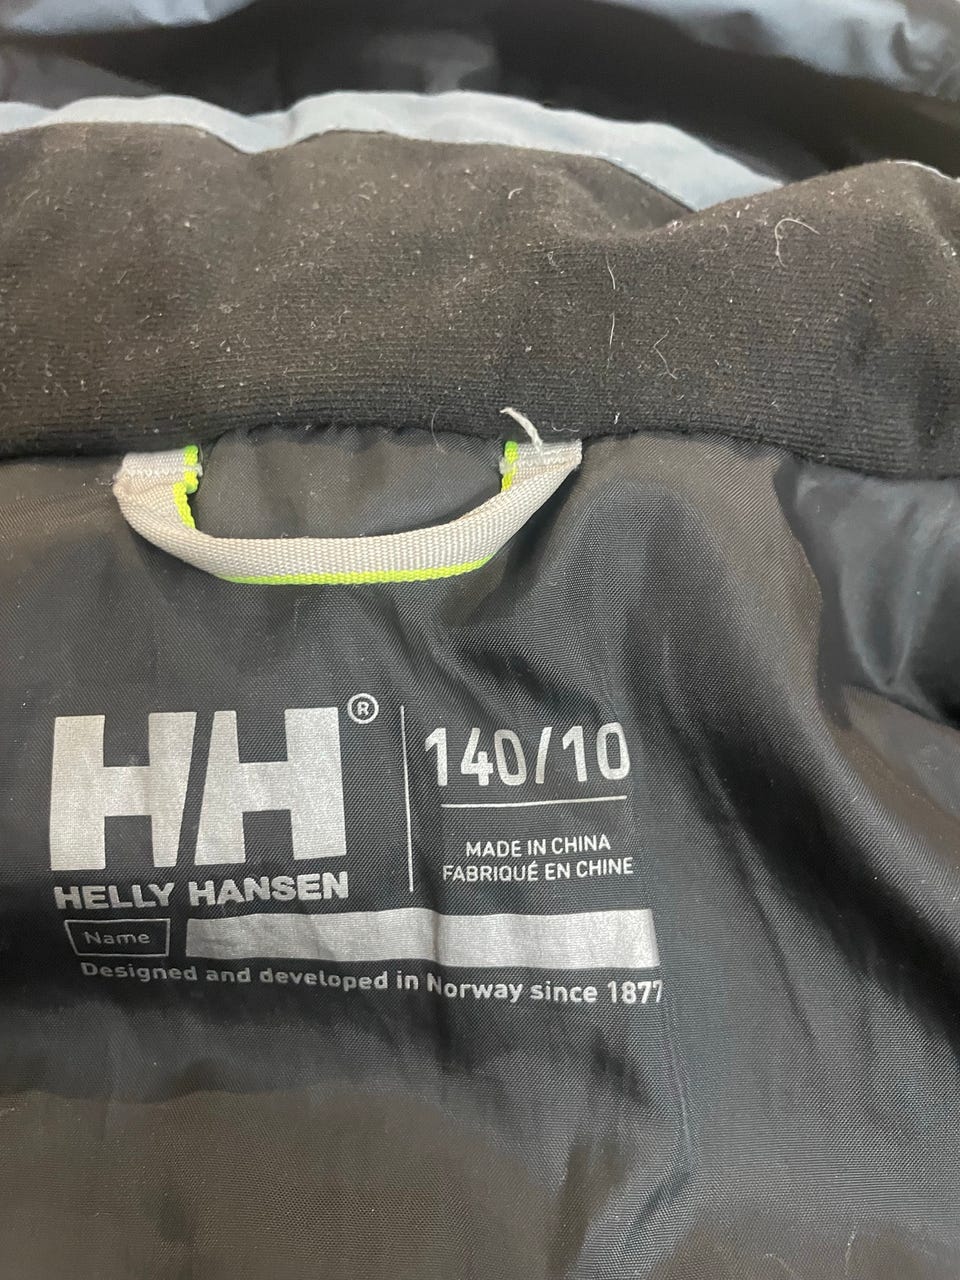 HH®
HELLY HANSEN
140/10
MADE IN CHINA
FABRIQUÉ EN CHINE
Name
Designed and developed in Norway since 1877